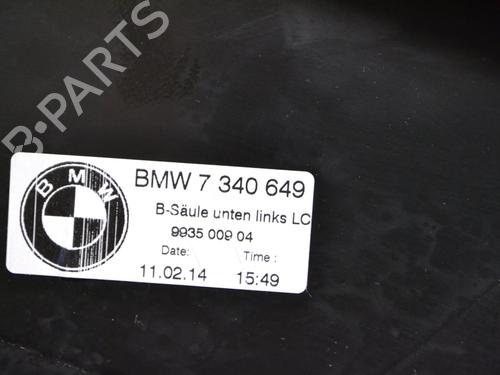 B-PARTS
BMW
BMW 7 340 649
B-Säule unten links LC
9935 009 04
Date: Time :
11.02.14 15:49